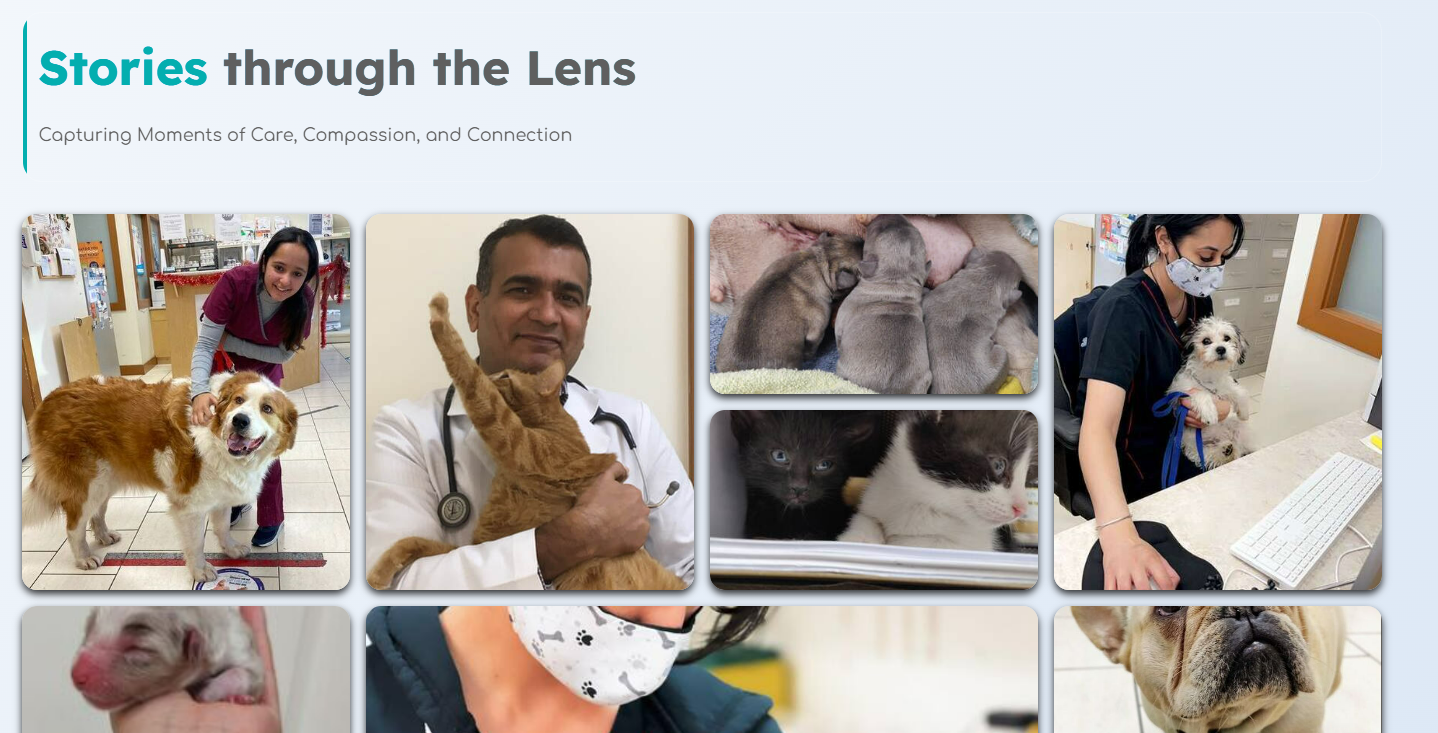 Stories through the Lens
Capturing Moments of Care, Compassion, and Connection